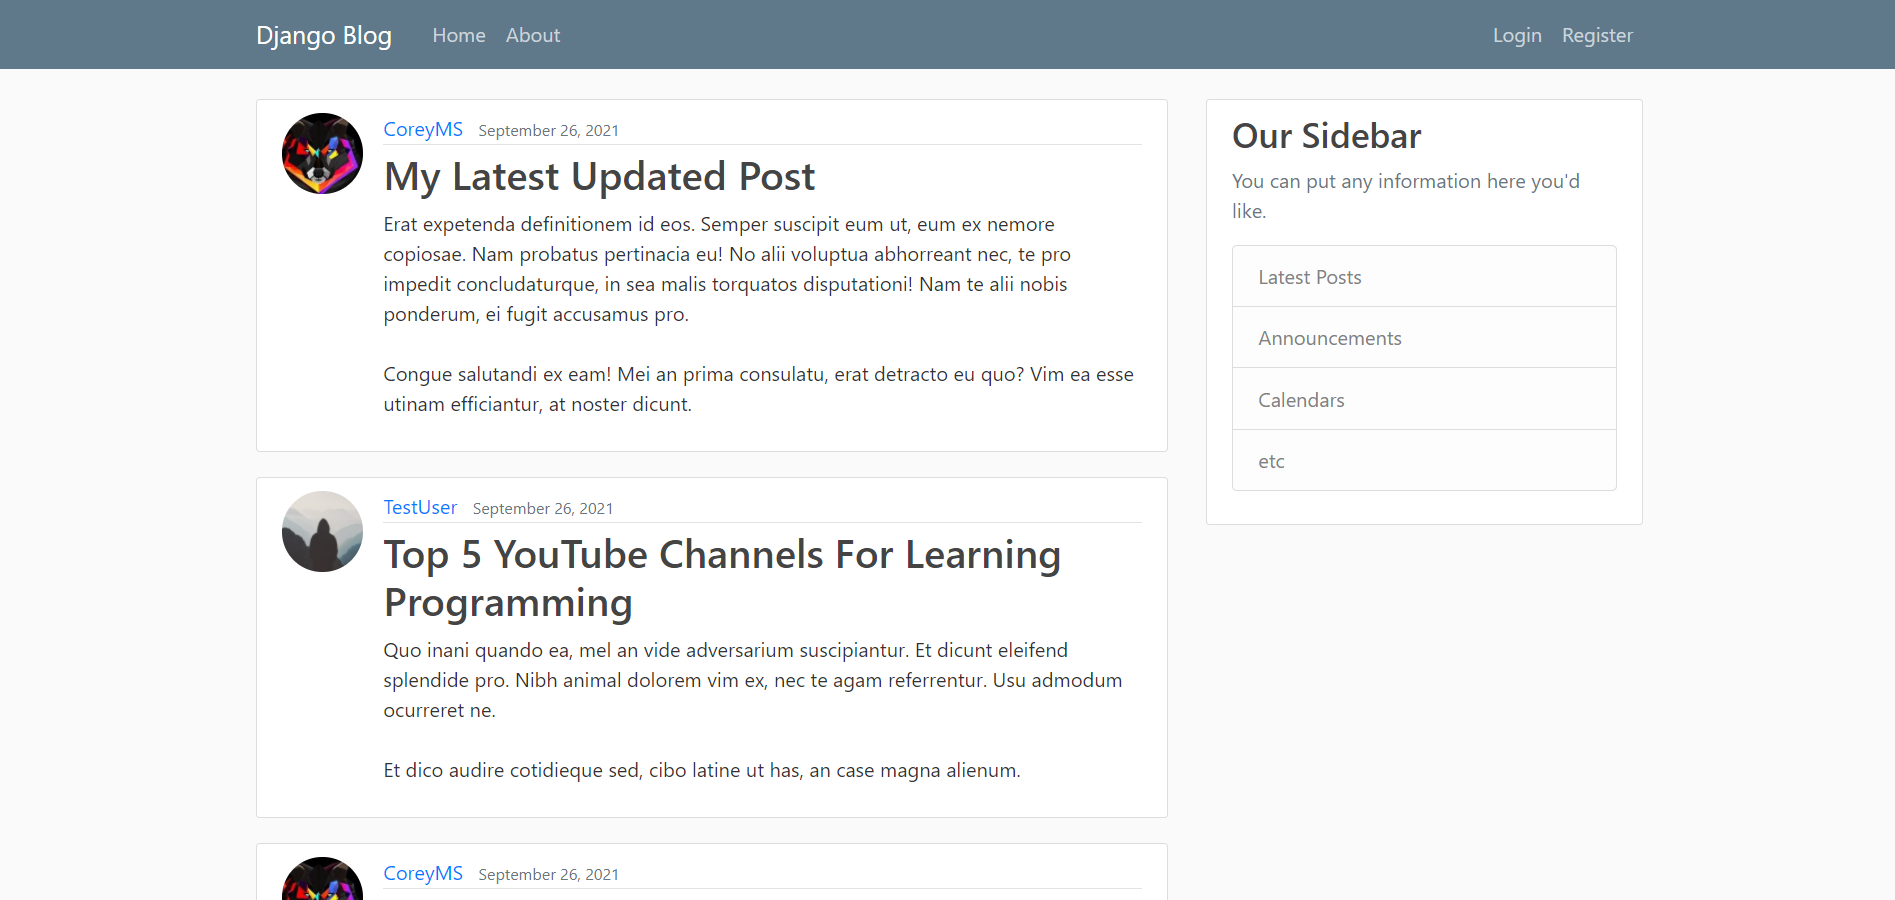 Django Blog Home About Login Register
CoreyMS September 26, 2021
My Latest Updated Post
Erat expetenda definitionem id eos. Semper suscipit eum ut, eum ex nemore
copiosae. Nam probatus pertinacia eu! No alii voluptua abhorreant nec, te pro
impedit concludaturque, in sea malis torquatos disputationi! Nam te alii nobis
ponderum, ei fugit accusamus pro.
Congue salutandi ex eam! Mei an prima consulatu, erat detracto eu quo? Vim ea esse
utinam efficiantur, at noster dicunt.
TestUser September 26, 2021
Top 5 YouTube Channels For Learning
Programming
Quo inani quando ea, mel an vide adversarium suscipiantur. Et dicunt eleifend
splendide pro. Nibh animal dolorem vim ex, nec te agam referrentur. Usu admodum
ocurreret ne.
Et dico audire cotidieque sed, cibo latine ut has, an case magna alienum.
CoreyMS September 26, 2021
Our Sidebar
You can put any information here you'd
like.
Latest Posts
Announcements
Calendars
etc